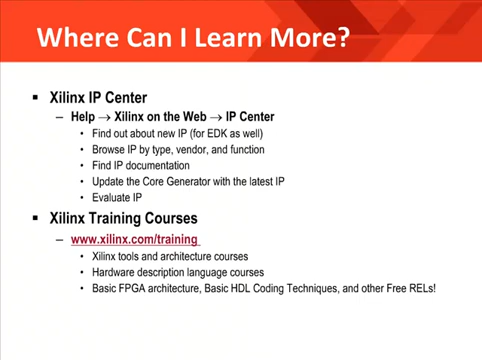 Where Can I Learn More?
▪ Xilinx IP Center
– Help → Xilinx on the Web → IP Center
• Find out about new IP (for EDK as well)
• Browse IP by type, vendor, and function
• Find IP documentation
• Update the Core Generator with the latest IP
• Evaluate IP
▪ Xilinx Training Courses
– www.xilinx.com/training
• Xilinx tools and architecture courses
• Hardware description language courses
• Basic FPGA architecture, Basic HDL Coding Techniques, and other Free RELs!